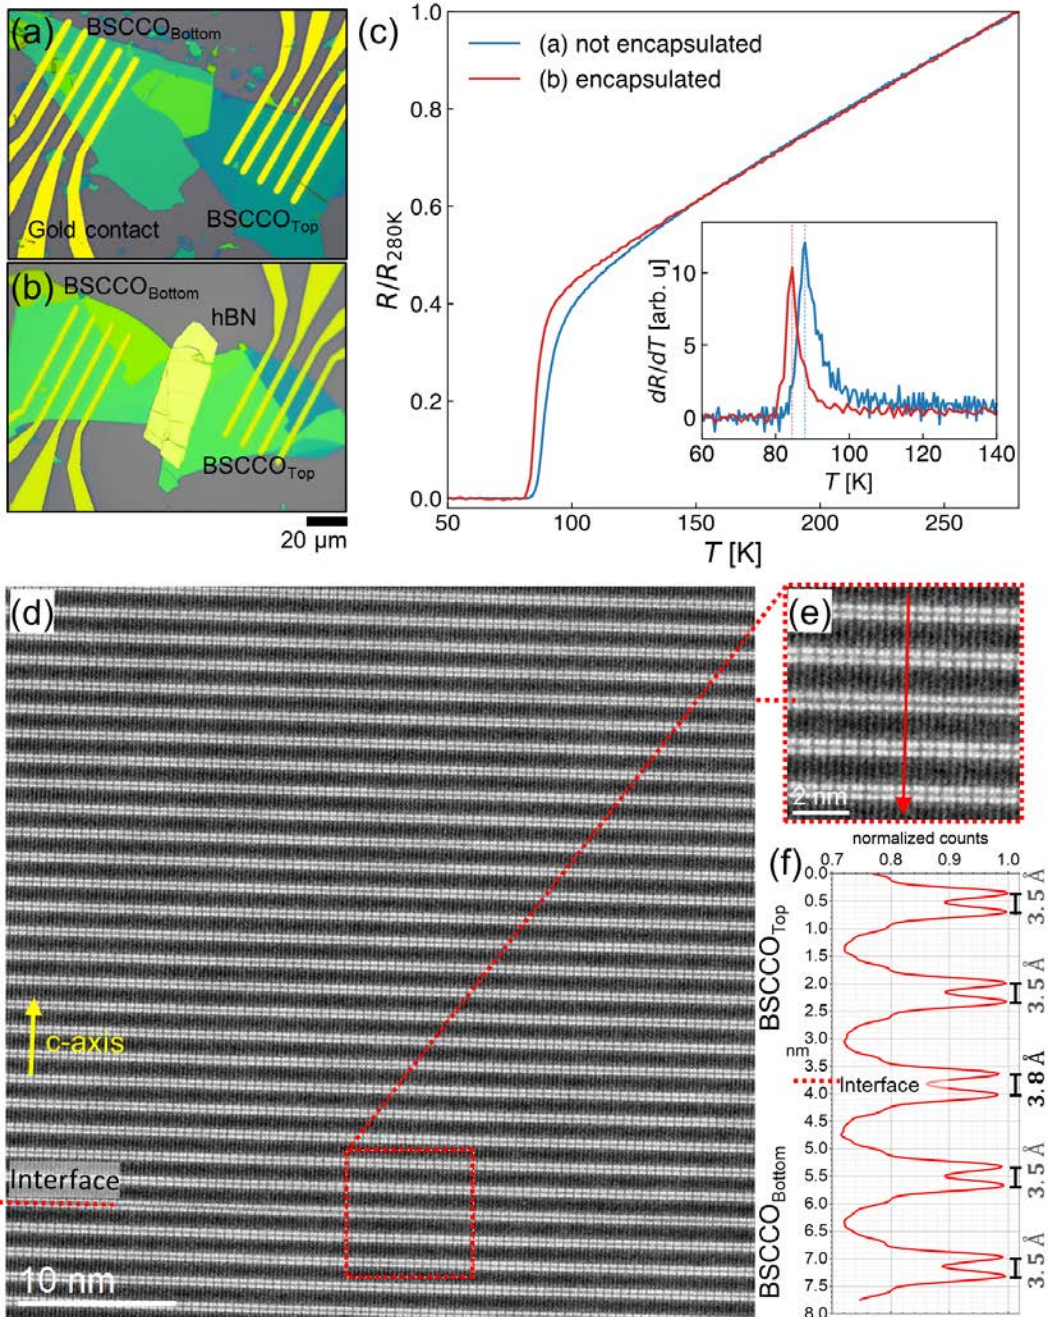 (a)
BSCCO_Bottom
Gold contact
BSCCO_Top
(b)
BSCCO_Bottom
hBN
BSCCO_Top
20 μm
(c)
(a) not encapsulated
(b) encapsulated
R/R_280K
1.0
0.8
0.6
0.4
0.2
0.0
50
100
150
200
250
T [K]
dR/dT [arb. u]
10
5
0
60
80
100
120
140
T [K]
(d)
c-axis
Interface
10 nm
(e)
2 nm
(f)
normalized counts
0.7
0.8
0.9
1.0
0.0
0.5
1.0
1.5
2.0
2.5
3.0
nm
3.5
4.0
4.5
5.0
5.5
6.0
6.5
7.0
7.5
8.0
BSCCO_Top
Interface
BSCCO_Bottom
3.5 Å
3.5 Å
3.8 Å
3.5 Å
3.5 Å